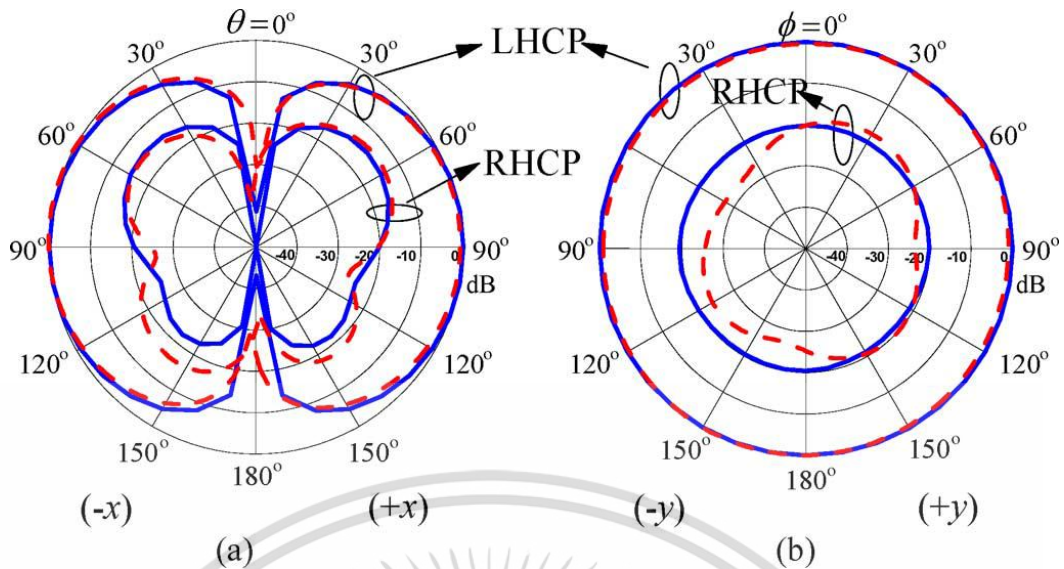 θ = 0° LHCP ϕ = 0°
30° 30° 30° 30°
RHCP
60° 60° 60° 60°
RHCP
90° -40 -30 -20 -10 0 90° 90° -40 -30 -20 -10 0 90°
dB dB
120° 120° 120° 120°
150° 150° 150° 150°
180° 180°
(-x) (+x) (-y) (+y)
(a) (b)